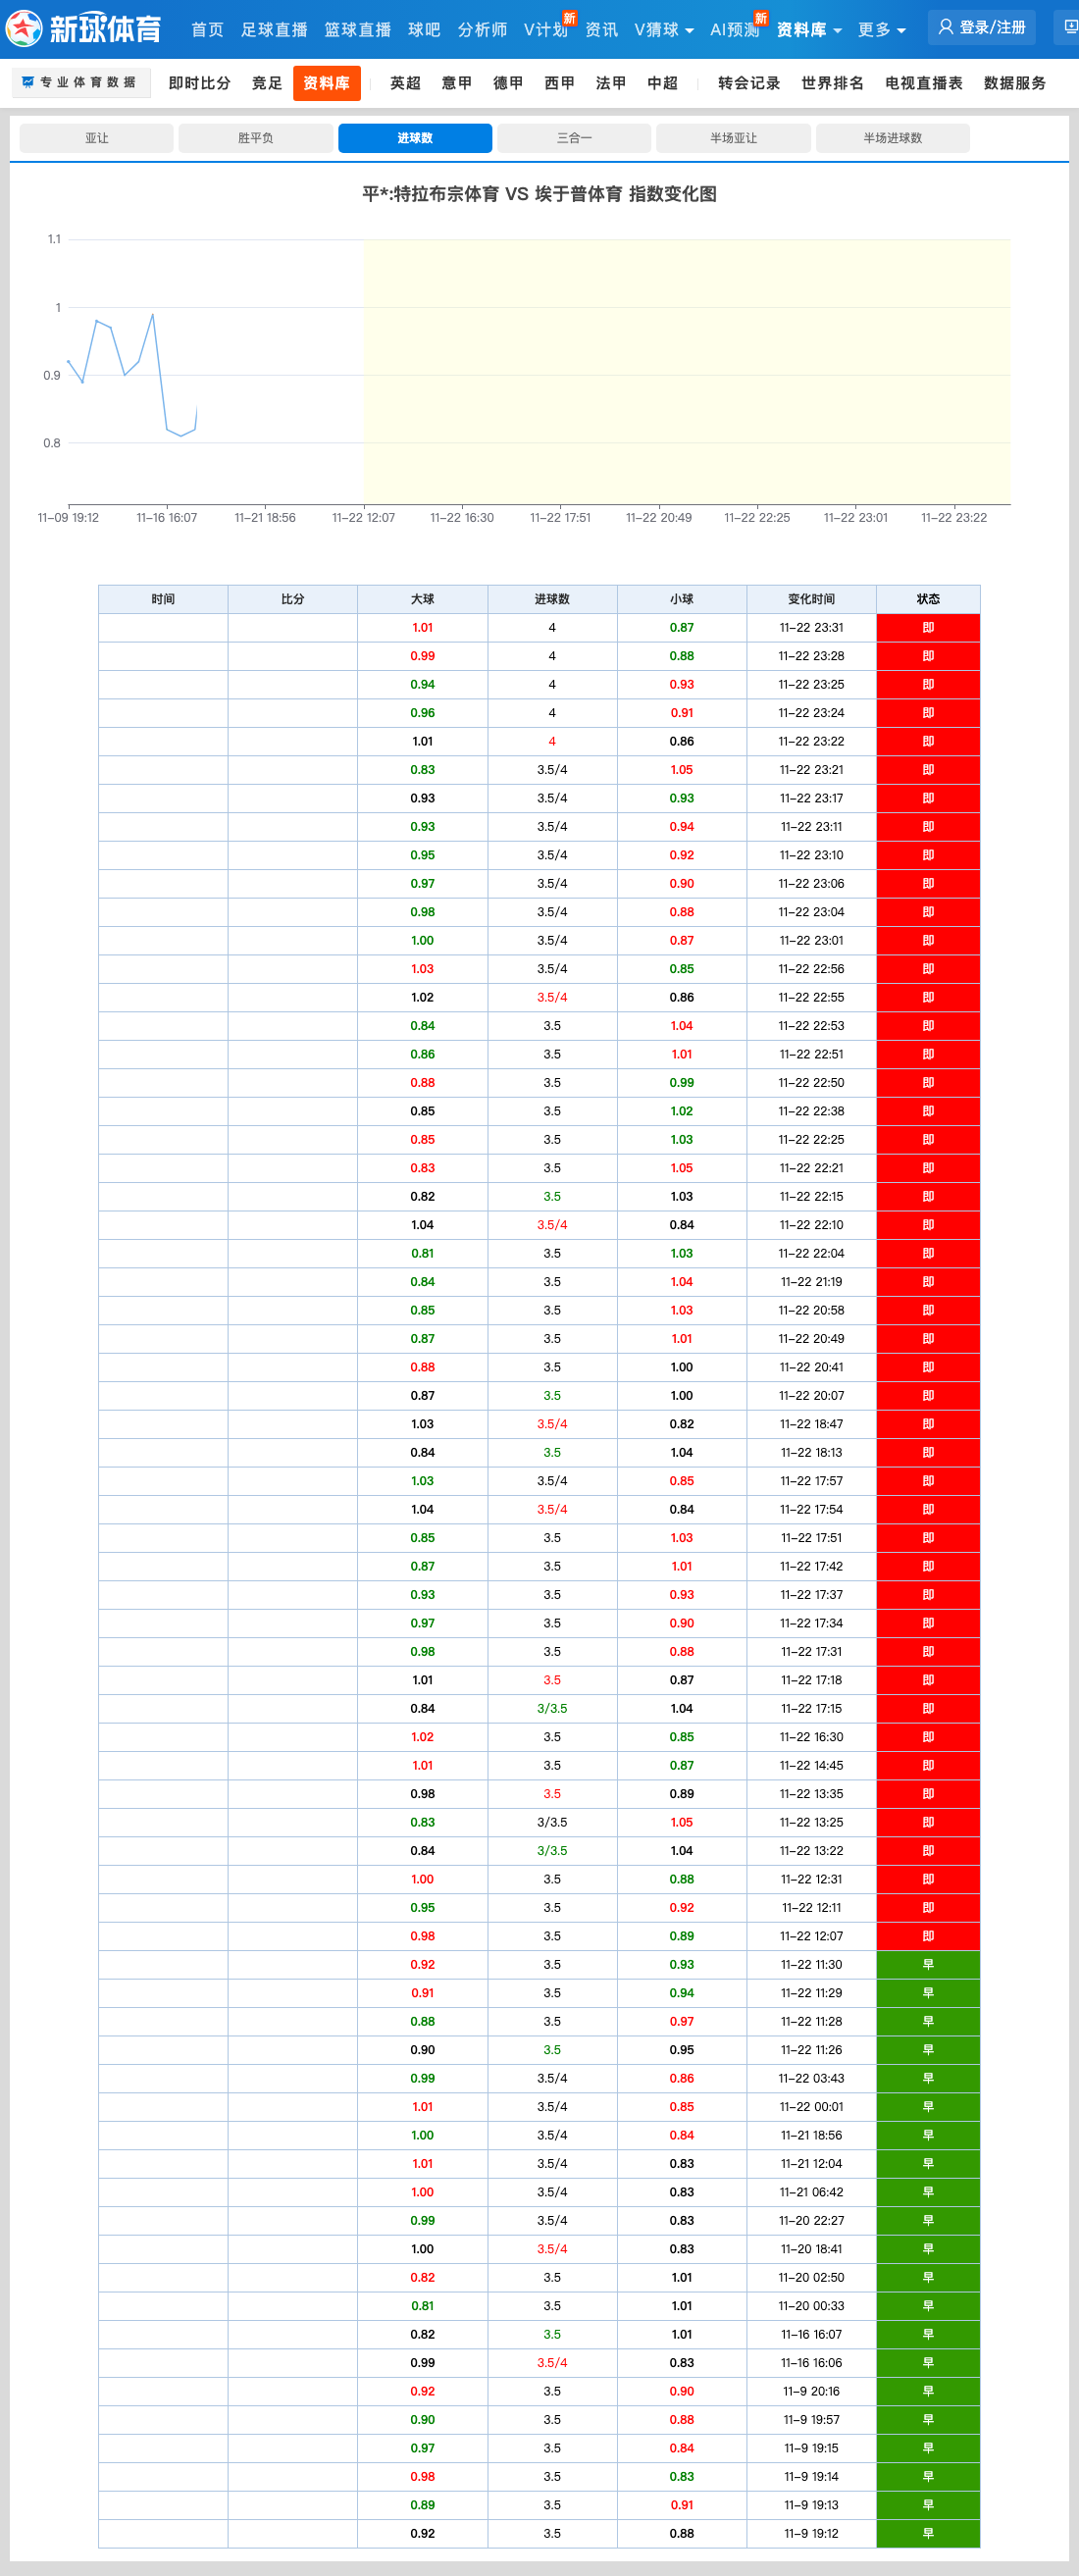 新球体育 首页 足球直播 篮球直播 球吧 分析师 V计划 新 资讯 V猜球 AI预测 新 资料库 更多 登录/注册
专业体育数据 即时比分 竞足 资料库 英超 意甲 德甲 西甲 法甲 中超 转会记录 世界排名 电视直播表 数据服务
亚让 胜平负 进球数 三合一 半场亚让 半场进球数
平*:特拉布宗体育 VS 埃于普体育 指数变化图
1.1
1
0.9
0.8
11-09 19:12 11-16 16:07 11-21 18:56 11-22 12:07 11-22 16:30 11-22 17:51 11-22 20:49 11-22 22:25 11-22 23:01 11-22 23:22
时间 比分 大球 进球数 小球 变化时间 状态
1.01 4 0.87 11-22 23:31 即
0.99 4 0.88 11-22 23:28 即
0.94 4 0.93 11-22 23:25 即
0.96 4 0.91 11-22 23:24 即
1.01 4 0.86 11-22 23:22 即
0.83 3.5/4 1.05 11-22 23:21 即
0.93 3.5/4 0.93 11-22 23:17 即
0.93 3.5/4 0.94 11-22 23:11 即
0.95 3.5/4 0.92 11-22 23:10 即
0.97 3.5/4 0.90 11-22 23:06 即
0.98 3.5/4 0.88 11-22 23:04 即
1.00 3.5/4 0.87 11-22 23:01 即
1.03 3.5/4 0.85 11-22 22:56 即
1.02 3.5/4 0.86 11-22 22:55 即
0.84 3.5 1.04 11-22 22:53 即
0.86 3.5 1.01 11-22 22:51 即
0.88 3.5 0.99 11-22 22:50 即
0.85 3.5 1.02 11-22 22:38 即
0.85 3.5 1.03 11-22 22:25 即
0.83 3.5 1.05 11-22 22:21 即
0.82 3.5 1.03 11-22 22:15 即
1.04 3.5/4 0.84 11-22 22:10 即
0.81 3.5 1.03 11-22 22:04 即
0.84 3.5 1.04 11-22 21:19 即
0.85 3.5 1.03 11-22 20:58 即
0.87 3.5 1.01 11-22 20:49 即
0.88 3.5 1.00 11-22 20:41 即
0.87 3.5 1.00 11-22 20:07 即
1.03 3.5/4 0.82 11-22 18:47 即
0.84 3.5 1.04 11-22 18:13 即
1.03 3.5/4 0.85 11-22 17:57 即
1.04 3.5/4 0.84 11-22 17:54 即
0.85 3.5 1.03 11-22 17:51 即
0.87 3.5 1.01 11-22 17:42 即
0.93 3.5 0.93 11-22 17:37 即
0.97 3.5 0.90 11-22 17:34 即
0.98 3.5 0.88 11-22 17:31 即
1.01 3.5 0.87 11-22 17:18 即
0.84 3/3.5 1.04 11-22 17:15 即
1.02 3.5 0.85 11-22 16:30 即
1.01 3.5 0.87 11-22 14:45 即
0.98 3.5 0.89 11-22 13:35 即
0.83 3/3.5 1.05 11-22 13:25 即
0.84 3/3.5 1.04 11-22 13:22 即
1.00 3.5 0.88 11-22 12:31 即
0.95 3.5 0.92 11-22 12:11 即
0.98 3.5 0.89 11-22 12:07 即
0.92 3.5 0.93 11-22 11:30 早
0.91 3.5 0.94 11-22 11:29 早
0.88 3.5 0.97 11-22 11:28 早
0.90 3.5 0.95 11-22 11:26 早
0.99 3.5/4 0.86 11-22 03:43 早
1.01 3.5/4 0.85 11-22 00:01 早
1.00 3.5/4 0.84 11-21 18:56 早
1.01 3.5/4 0.83 11-21 12:04 早
1.00 3.5/4 0.83 11-21 06:42 早
0.99 3.5/4 0.83 11-20 22:27 早
1.00 3.5/4 0.83 11-20 18:41 早
0.82 3.5 1.01 11-20 02:50 早
0.81 3.5 1.01 11-20 00:33 早
0.82 3.5 1.01 11-16 16:07 早
0.99 3.5/4 0.83 11-16 16:06 早
0.92 3.5 0.90 11-9 20:16 早
0.90 3.5 0.88 11-9 19:57 早
0.97 3.5 0.84 11-9 19:15 早
0.98 3.5 0.83 11-9 19:14 早
0.89 3.5 0.91 11-9 19:13 早
0.92 3.5 0.88 11-9 19:12 早